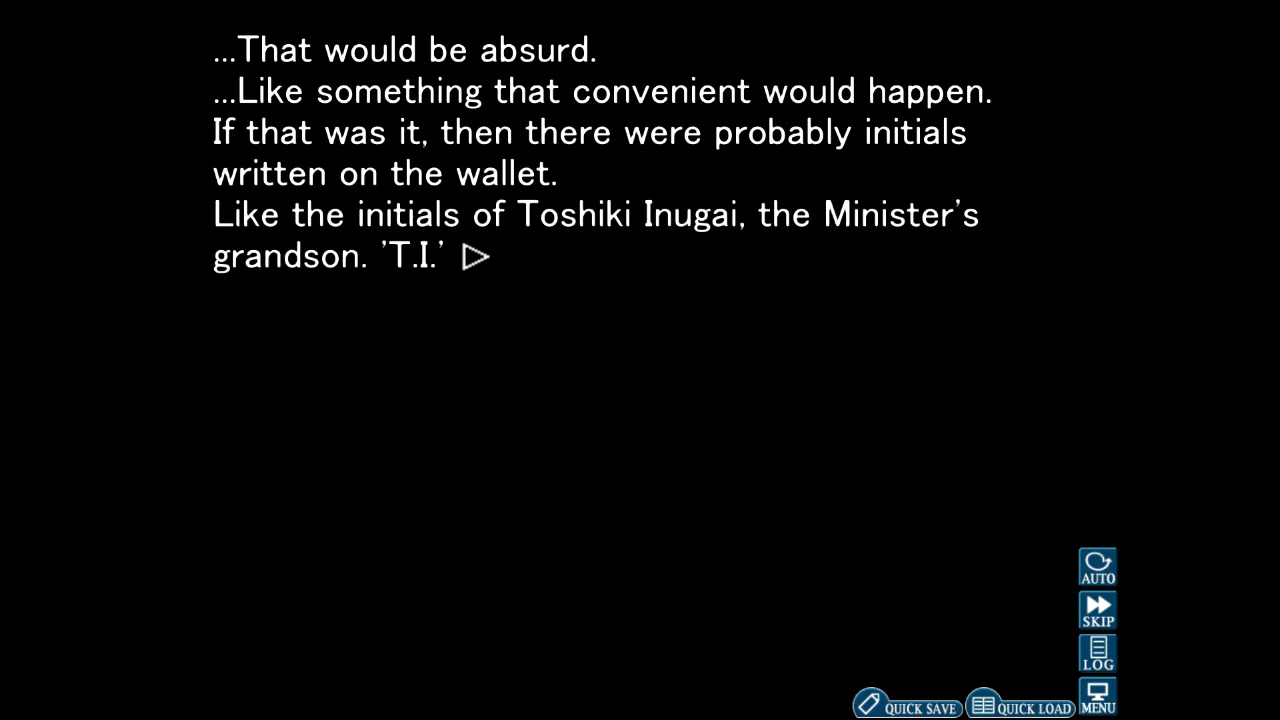 ...That would be absurd.
...Like something that convenient would happen.
If that was it, then there were probably initials
written on the wallet.
Like the initials of Toshiki Inugai, the Minister's
grandson. 'T.I.'
AUTO
SKIP
LOG
MENU
QUICK SAVE
QUICK LOAD